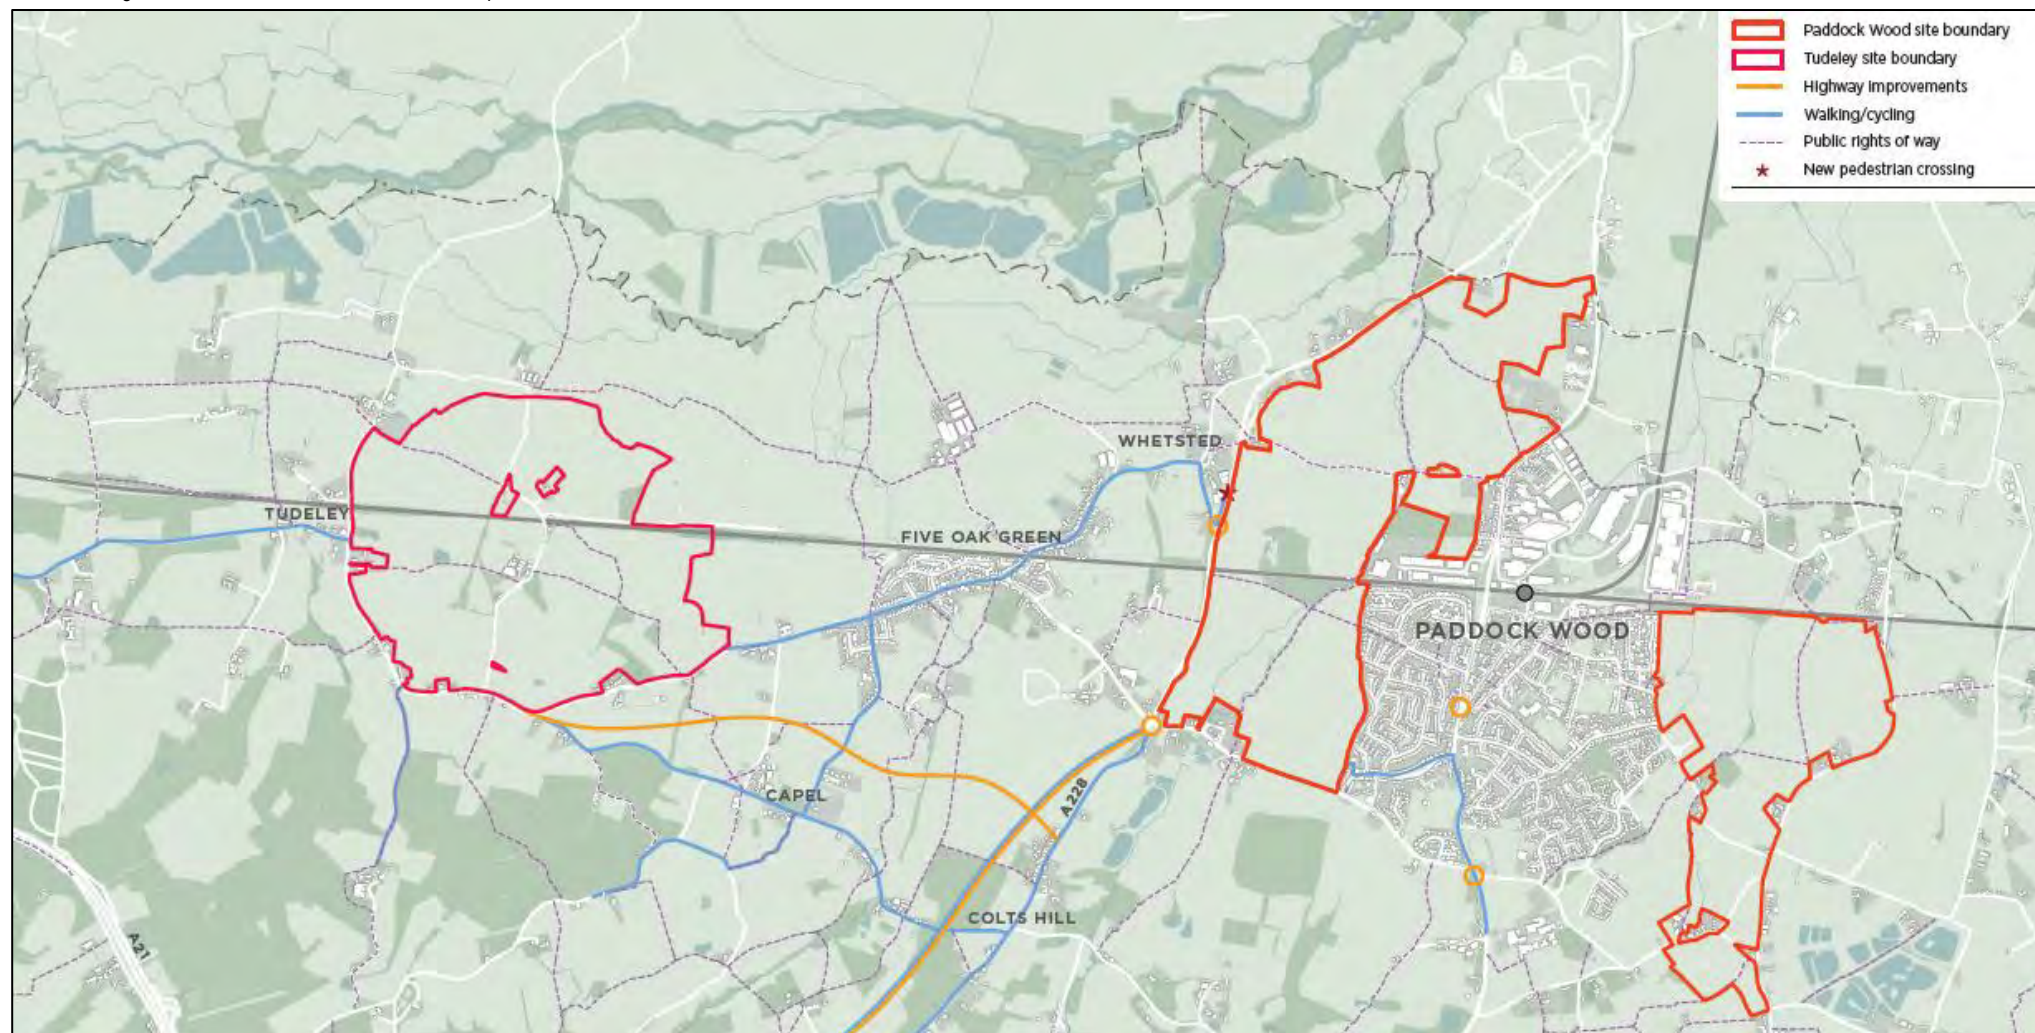 Paddock Wood site boundary
Tudeley site boundary
Highway improvements
Walking/cycling
Public rights of way
New pedestrian crossing
WHETSTED
TUDELEY
FIVE OAK GREEN
PADDOCK WOOD
CAPEL
A228
COLTS HILL
A21